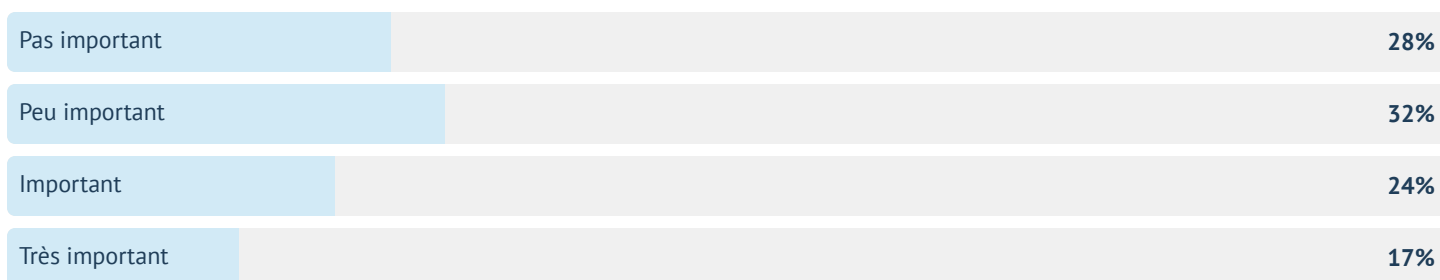 Pas important 28%
Peu important 32%
Important 24%
Très important 17%